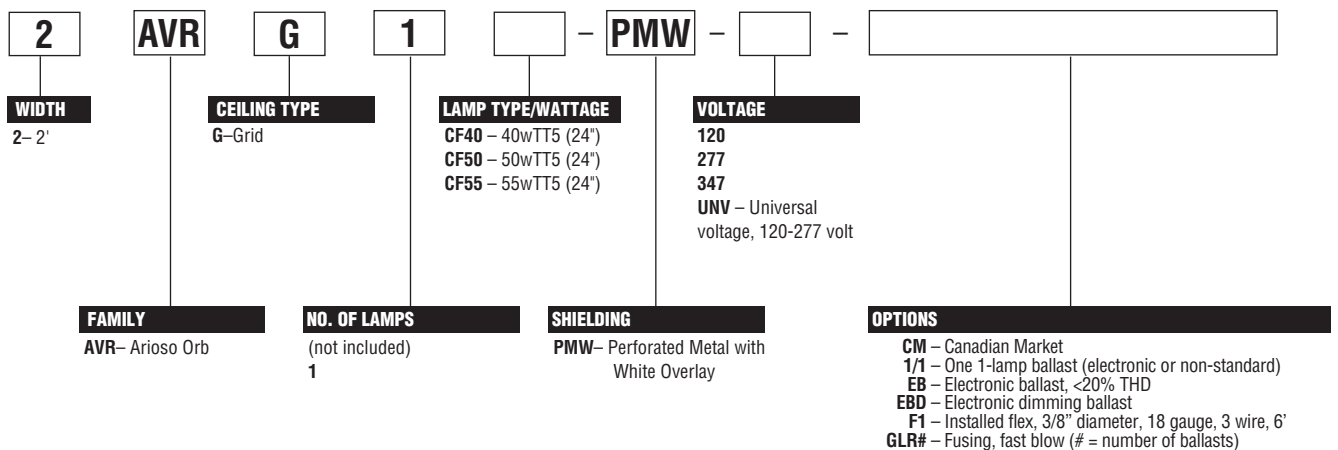 2 AVR G 1 – PMW – –
WIDTH
2– 2'
CEILING TYPE
G–Grid
LAMP TYPE/WATTAGE
CF40 – 40wTT5 (24")
CF50 – 50wTT5 (24")
CF55 – 55wTT5 (24")
VOLTAGE
120
277
347
UNV – Universal
voltage, 120-277 volt
FAMILY
AVR– Arioso Orb
NO. OF LAMPS
(not included)
1
SHIELDING
PMW– Perforated Metal with
White Overlay
OPTIONS
CM – Canadian Market
1/1 – One 1-lamp ballast (electronic or non-standard)
EB – Electronic ballast, <20% THD
EBD – Electronic dimming ballast
F1 – Installed flex, 3/8” diameter, 18 gauge, 3 wire, 6’
GLR# – Fusing, fast blow (# = number of ballasts)